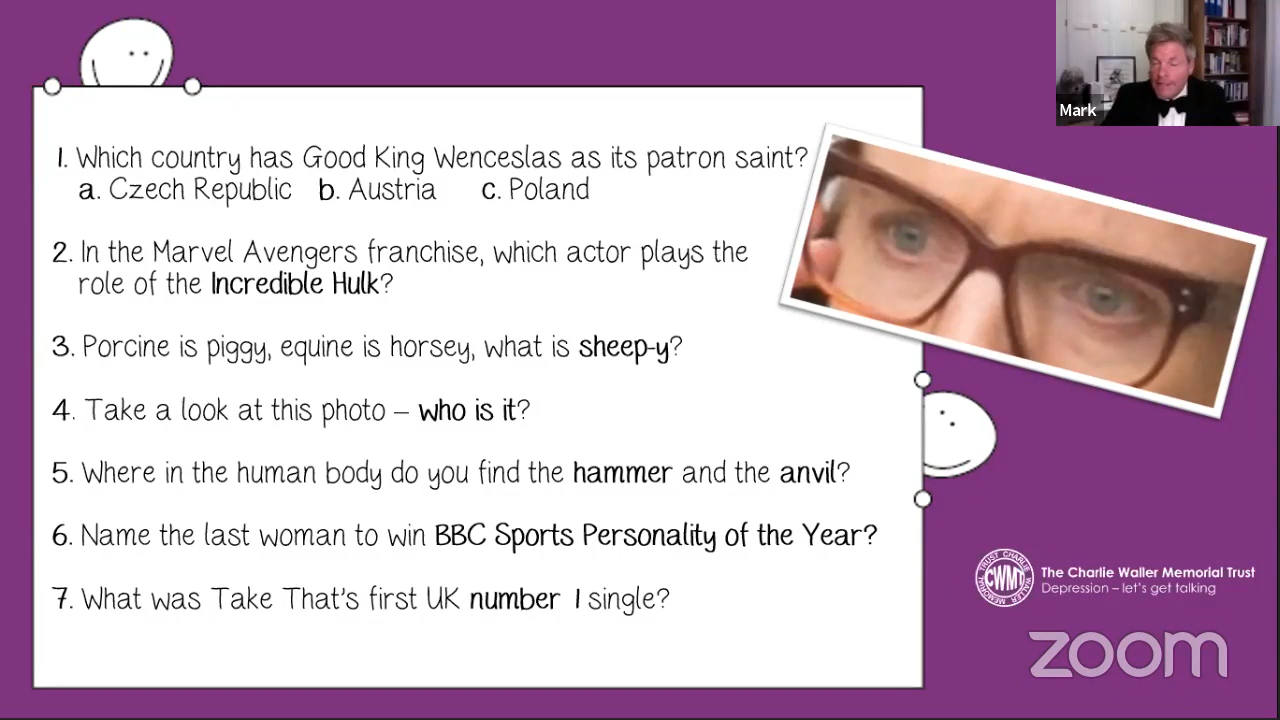 1. Which country has Good King Wenceslas as its patron saint?
a. Czech Republic b. Austria c. Poland
2. In the Marvel Avengers franchise, which actor plays the
role of the Incredible Hulk?
3. Porcine is piggy, equine is horsey, what is sheep-y?
4. Take a look at this photo – who is it?
5. Where in the human body do you find the hammer and the anvil?
6. Name the last woman to win BBC Sports Personality of the Year?
7. What was Take That's first UK number 1 single?
Mark
TRUST CHARLIE WALLER MEMORIAL
CWMT
The Charlie Waller Memorial Trust
Depression – let's get talking
zoom